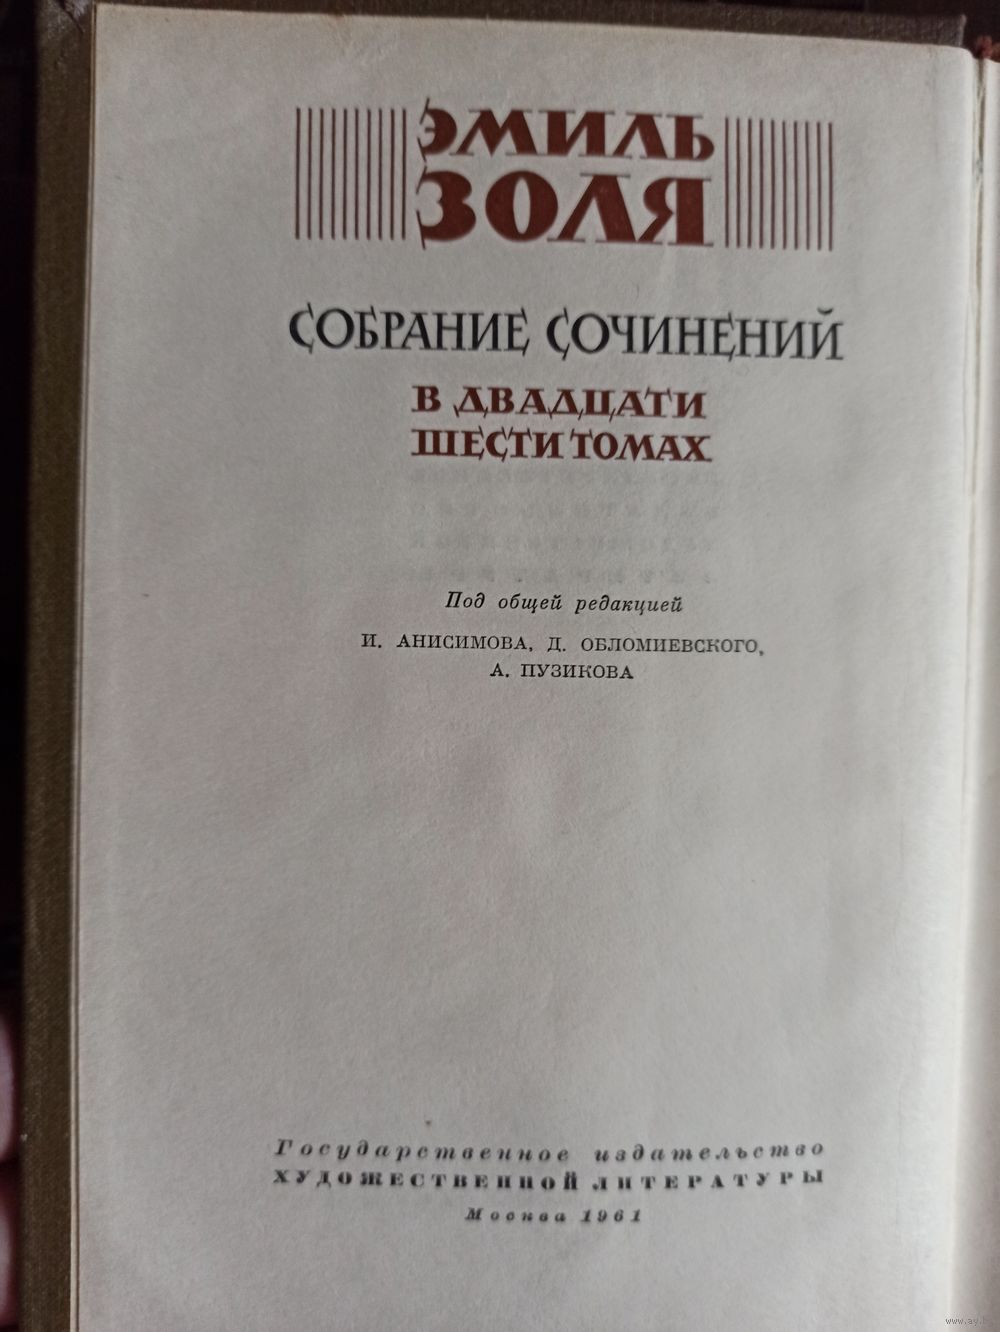 ЭМИЛЬ
ЗОЛЯ
СОБРАНИЕ СОЧИНЕНИЙ
В ДВАДЦАТИ
ШЕСТИ ТОМАХ
Под общей редакцией
И. АНИСИМОВА, Д. ОБЛОМИЕВСКОГО,
А. ПУЗИКОВА
Государственное издательство
ХУДОЖЕСТВЕННОЙ ЛИТЕРАТУРЫ
Москва 1961